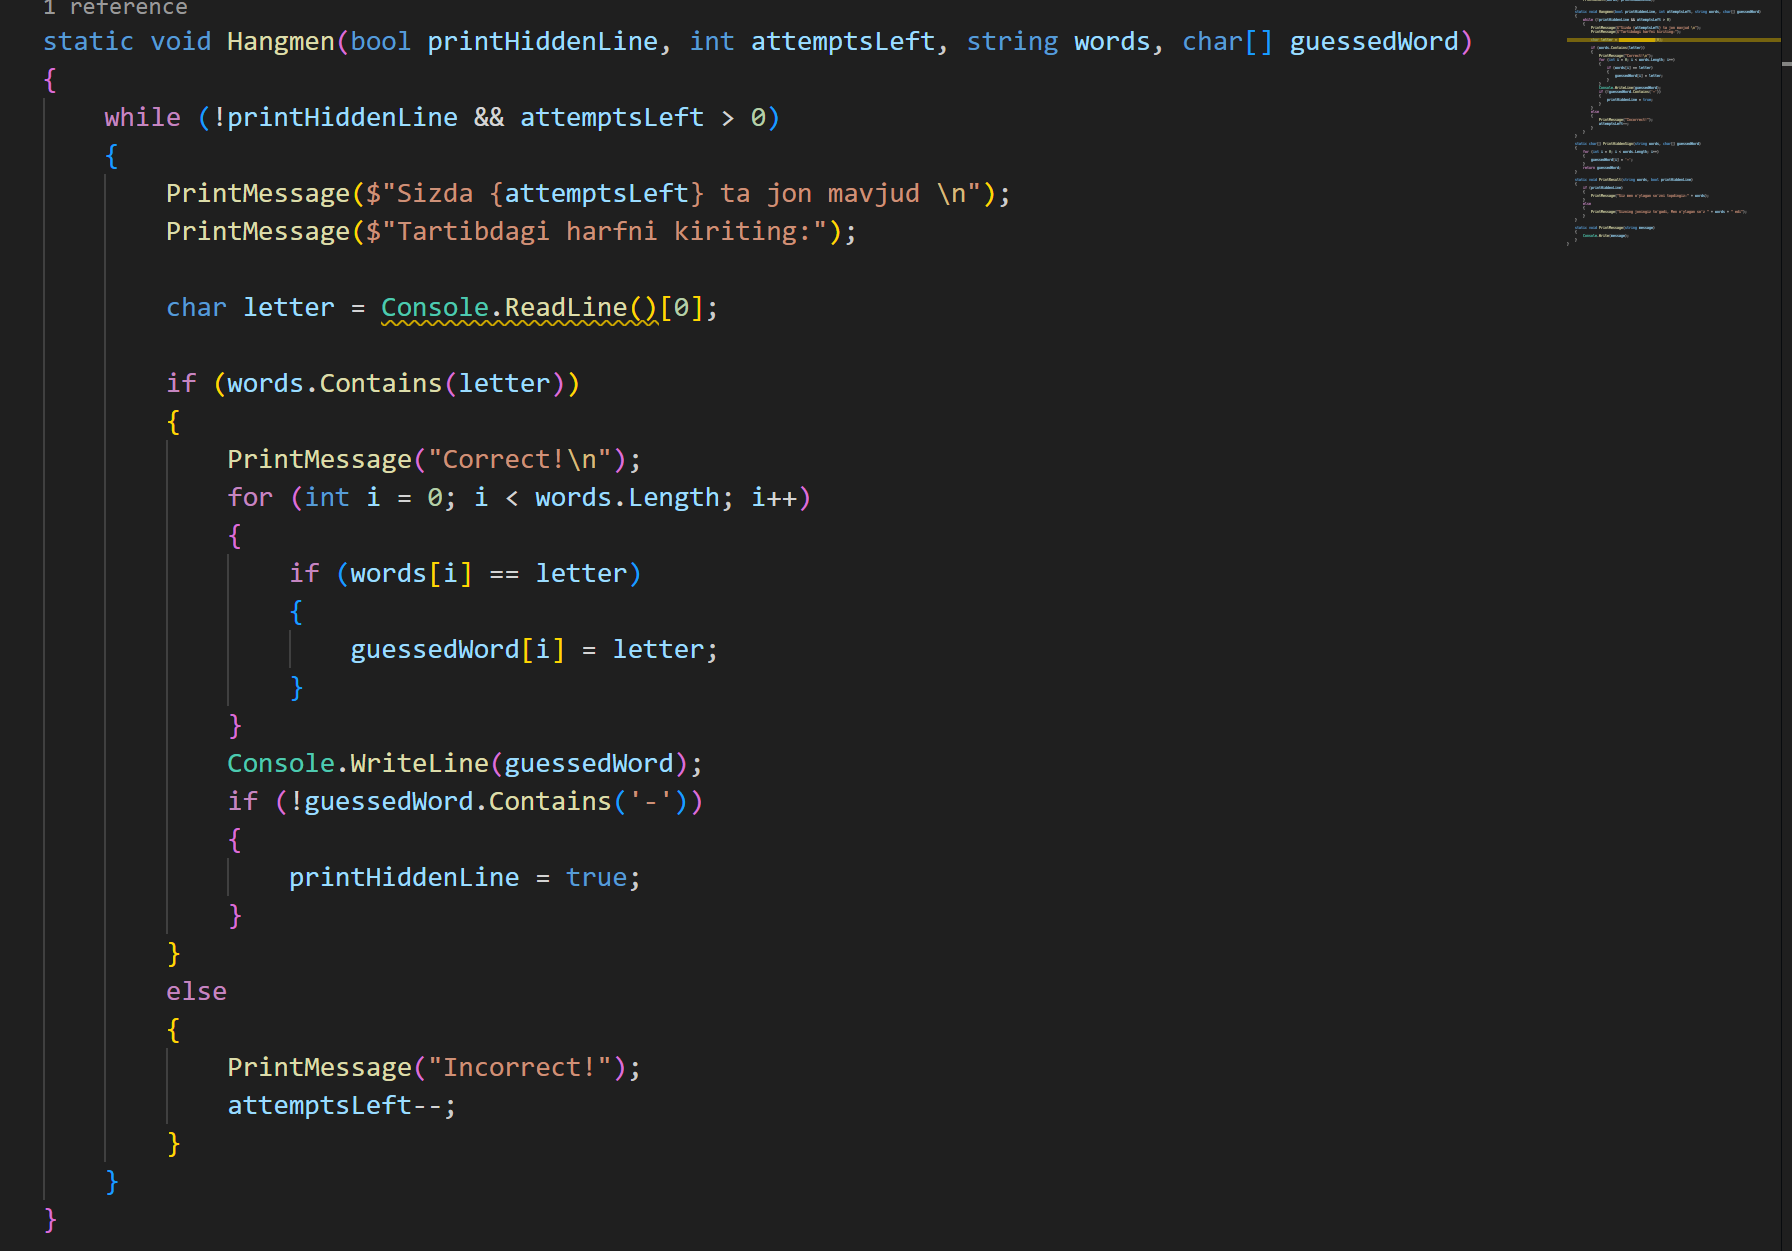 1 reference
static void Hangmen(bool printHiddenLine, int attemptsLeft, string words, char[] guessedWord)
{
    while (!printHiddenLine && attemptsLeft > 0)
    {
        PrintMessage($"Sizda {attemptsLeft} ta jon mavjud \n");
        PrintMessage($"Tartibdagi harfni kiriting:");

        char letter = Console.ReadLine()[0];

        if (words.Contains(letter))
        {
            PrintMessage("Correct!\n");
            for (int i = 0; i < words.Length; i++)
            {
                if (words[i] == letter)
                {
                    guessedWord[i] = letter;
                }
            }
            Console.WriteLine(guessedWord);
            if (!guessedWord.Contains('-'))
            {
                printHiddenLine = true;
            }
        }
        else
        {
            PrintMessage("Incorrect!");
            attemptsLeft--;
        }
    }
}